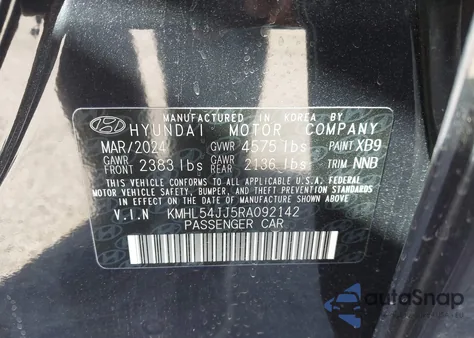 MANUFACTURED IN KOREA BY
HYUNDAI MOTOR COMPANY
MAR/2024 GVWR 4575 lbs PAINT XB9
GAWR FRONT 2383 lbs GAWR REAR 2136 lbs TRIM NNB
THIS VEHICLE CONFORMS TO ALL APPLICABLE U.S. FEDERAL
MOTOR VEHICLE SAFETY, BUMPER, AND THEFT PREVENTION STANDARDS
IN EFFECT ON THE DATE OF MANUFACTURE SHOWN ABOVE.
V.I.N KMHL54JJ5RA092142
PASSENGER CAR
autoSnap